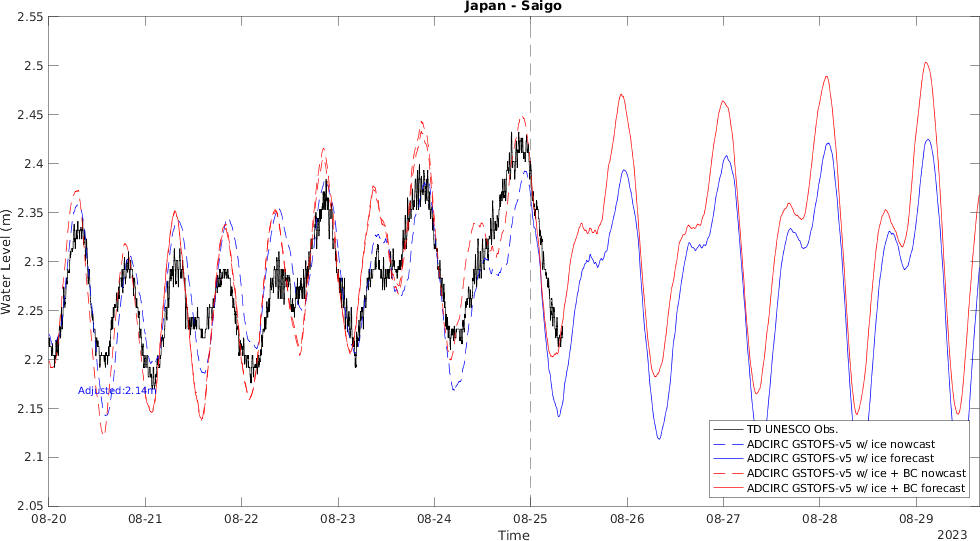 Japan - Saigo
Water Level (m)
2.55
2.5
2.45
2.4
2.35
2.3
2.25
2.2
2.15
2.1
2.05
Adjusted:2.14m
TD UNESCO Obs.
ADCIRC GSTOFS-v5 w/ ice nowcast
ADCIRC GSTOFS-v5 w/ ice forecast
ADCIRC GSTOFS-v5 w/ ice + BC nowcast
ADCIRC GSTOFS-v5 w/ ice + BC forecast
08-20 08-21 08-22 08-23 08-24 08-25 08-26 08-27 08-28 08-29
Time
2023